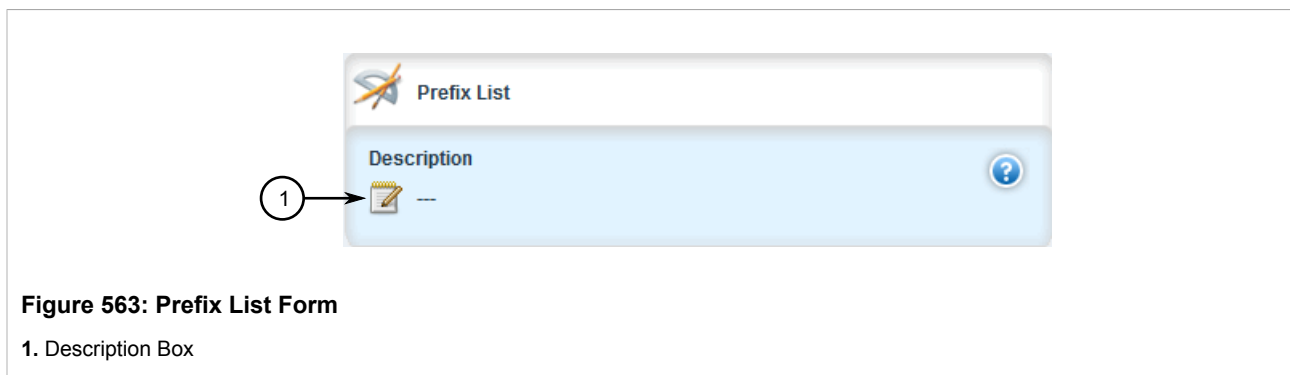 Prefix List
Description
1
---
Figure 563: Prefix List Form
1. Description Box